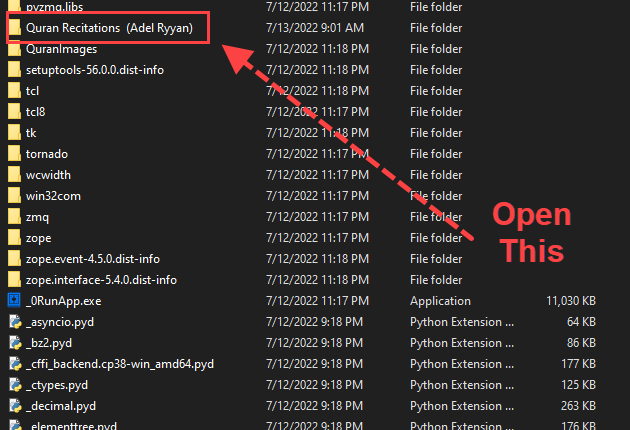 pyzmq.libs 7/12/2022 11:17 PM File folder
Quran Recitations (Adel Ryyan) 7/13/2022 9:01 AM File folder
QuranImages 7/12/2022 11:18 PM File folder
setuptools-56.0.0.dist-info 7/12/2022 11:18 PM File folder
tcl 7/12/2022 11:18 PM File folder
tcl8 7/12/2022 11:17 PM File folder
tk 7/12/2022 11:18 PM File folder
tornado 7/12/2022 11:17 PM File folder
wcwidth 7/12/2022 11:17 PM File folder
win32com 7/12/2022 11:17 PM File folder
zmq 7/12/2022 11:17 PM File folder
zope 7/12/2022 11:17 PM File folder
zope.event-4.5.0.dist-info 7/12/2022 11:18 PM File folder
zope.interface-5.4.0.dist-info 7/12/2022 11:18 PM File folder
_0RunApp.exe 7/12/2022 11:17 PM Application 11,030 KB
_asyncio.pyd 7/12/2022 9:18 PM Python Extension ... 64 KB
_bz2.pyd 7/12/2022 9:18 PM Python Extension ... 86 KB
_cffi_backend.cp38-win_amd64.pyd 7/12/2022 9:18 PM Python Extension ... 177 KB
_ctypes.pyd 7/12/2022 9:18 PM Python Extension ... 125 KB
_decimal.pyd 7/12/2022 9:18 PM Python Extension ... 263 KB
_elementtree.pyd 7/12/2022 9:18 PM Python Extension ... 176 KB
Open
This